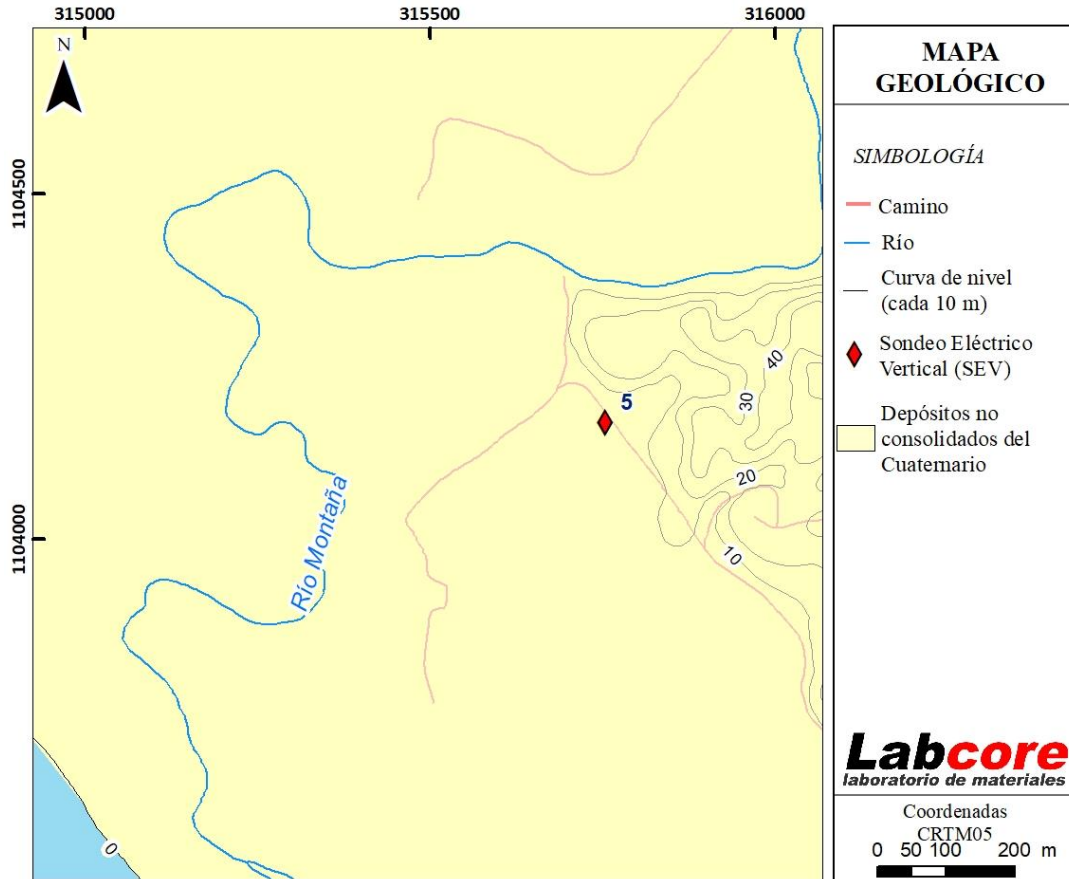 315000
315500
316000
N
1104500
1104000
5
40
30
20
10
Río Montaña
0
MAPA
GEOLÓGICO
SIMBOLOGÍA
Camino
Río
Curva de nivel
(cada 10 m)
Sondeo Eléctrico
Vertical (SEV)
Depósitos no
consolidados del
Cuaternario
Labcore
laboratorio de materiales
Coordenadas
CRTM05
0 50 100 200 m